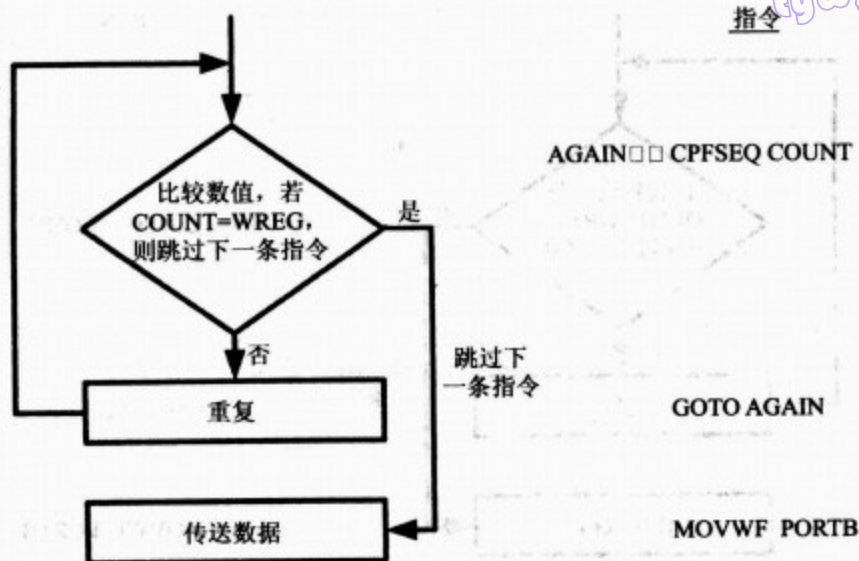 指令
比较数值，若
COUNT=WREG，
则跳过下一条指令
AGAIN□□ CPFSEQ COUNT
是
否
跳过下
一条指令
重复
GOTO AGAIN
传送数据
MOVWF PORTB